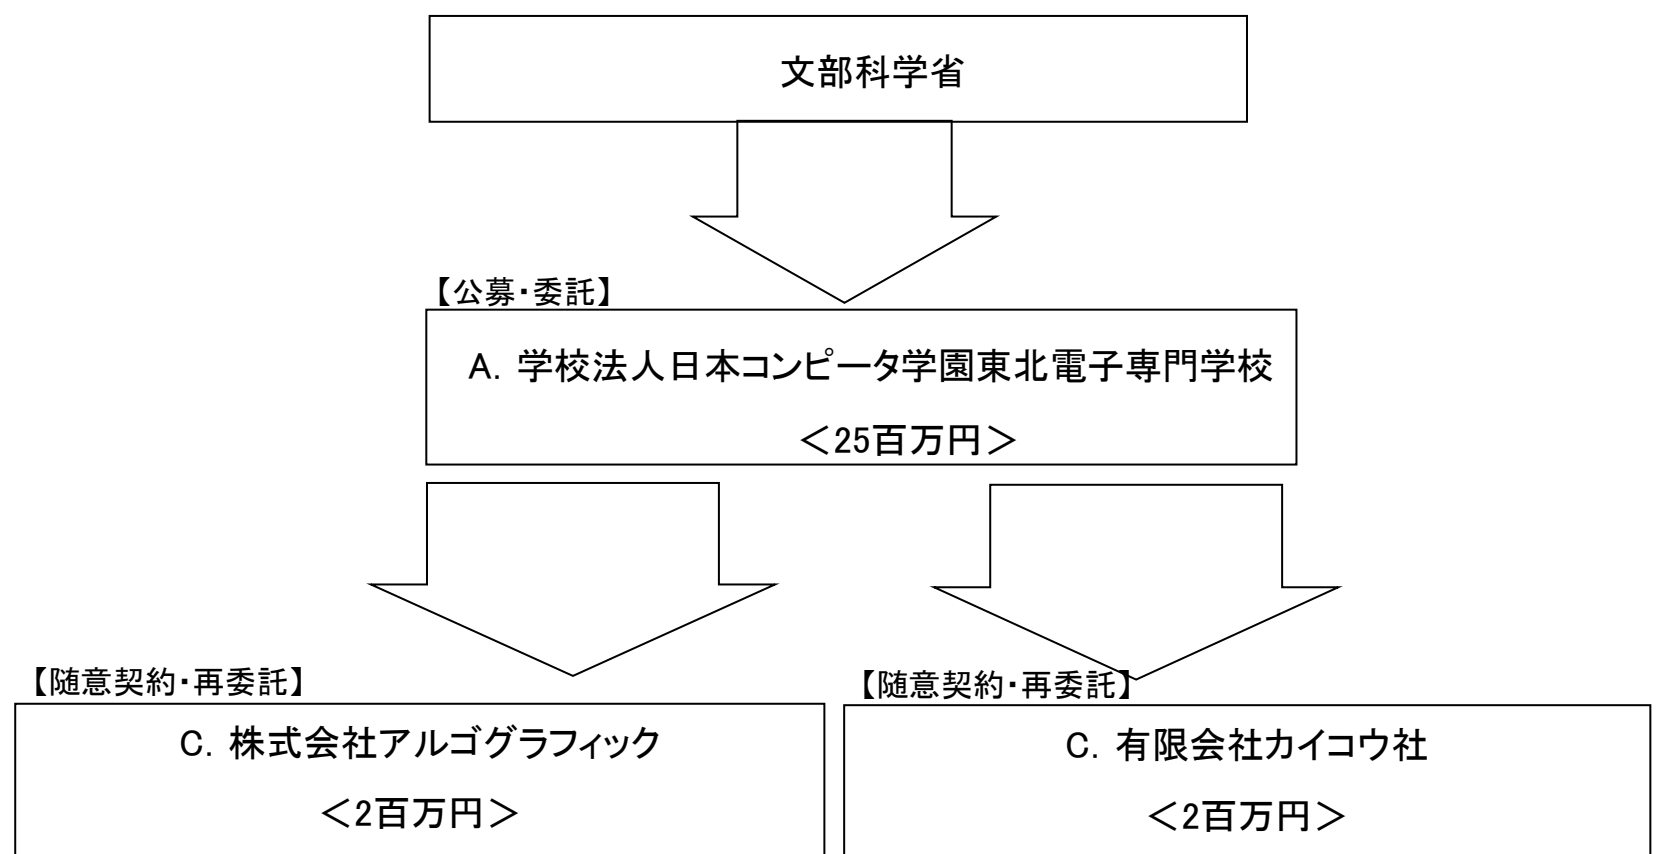 文部科学省
【公募・委託】
A. 学校法人日本コンピータ学園東北電子専門学校
＜25百万円＞
【随意契約・再委託】
C. 株式会社アルゴグラフィック
＜2百万円＞
【随意契約・再委託】
C. 有限会社カイコウ社
＜2百万円＞